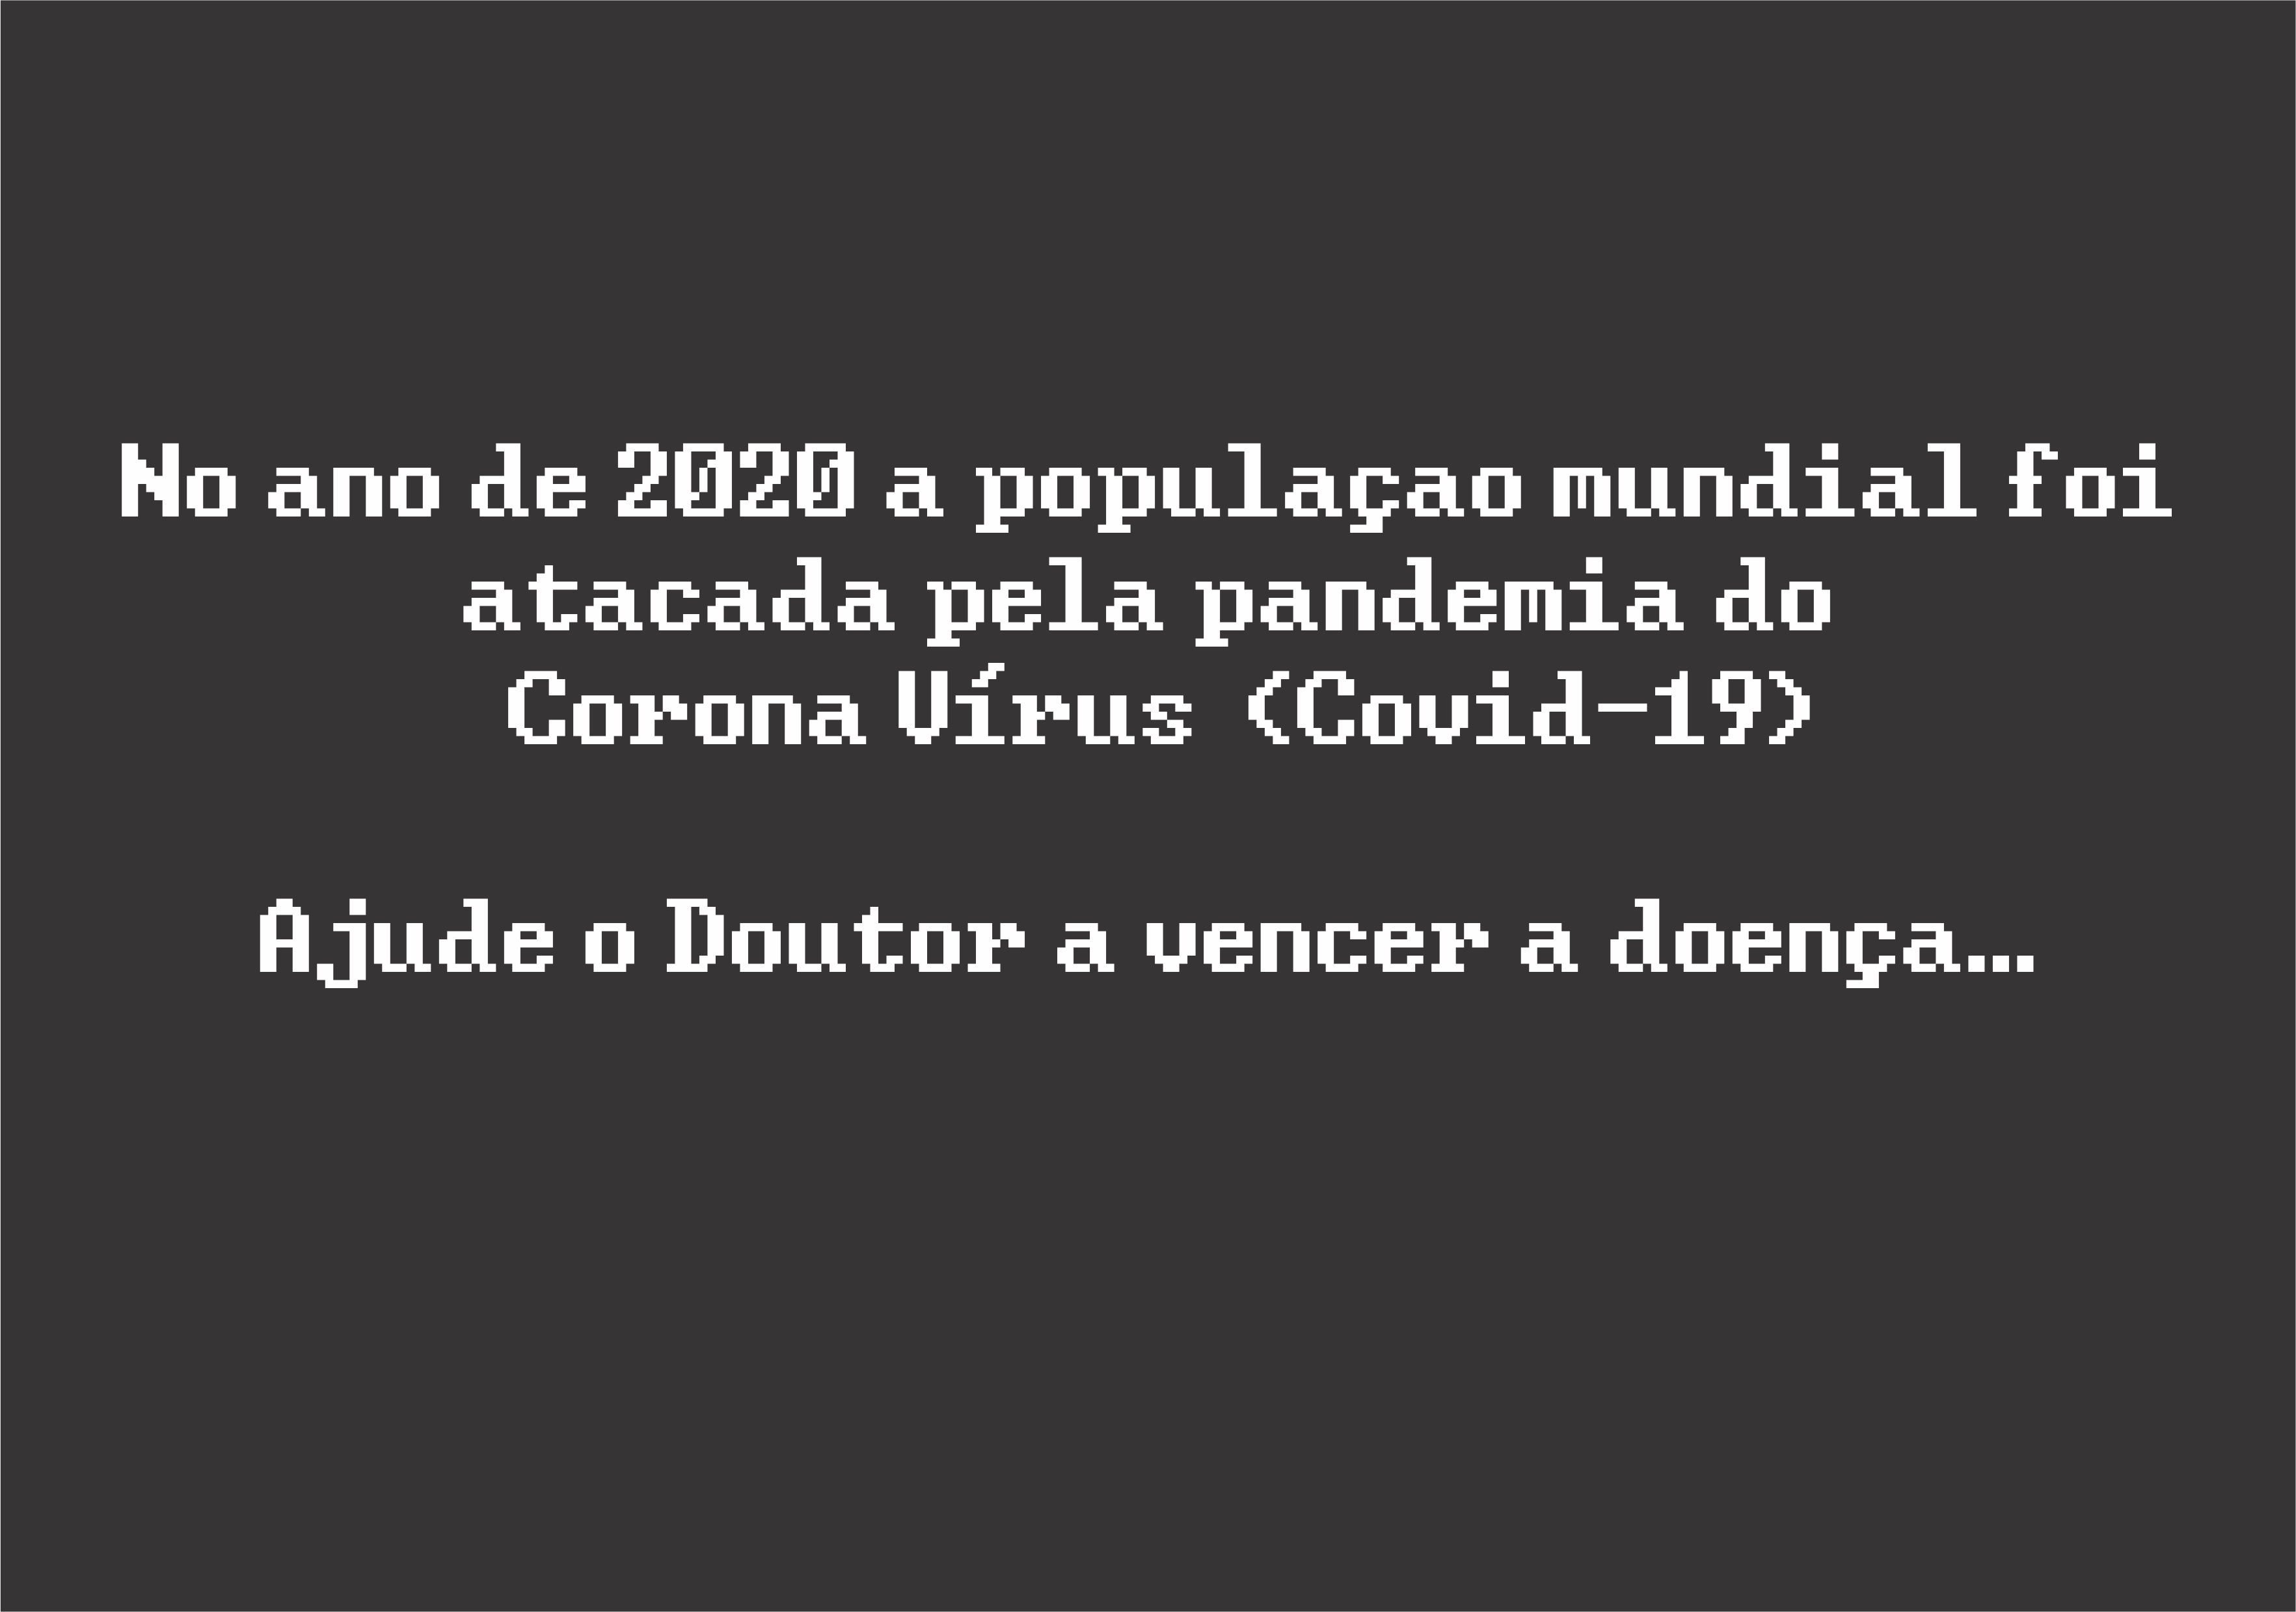 No ano de 2020 a populaçao mundial foi
atacada pela pandemia do
Corona Vírus (Covid-19)
Ajude o Doutor a vencer a doença...